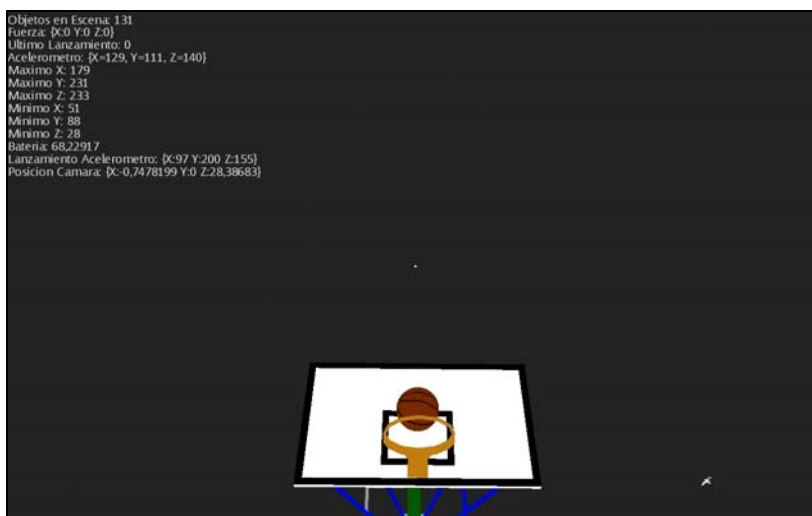 Objetos en Escena: 131
Fuerza: {X:0 Y:0 Z:0}
Ultimo Lanzamiento: 0
Acelerometro: {X=129, Y=111, Z=140}
Maximo X: 179
Maximo Y: 231
Maximo Z: 233
Minimo X: 51
Minimo Y: 88
Minimo Z: 28
Bateria: 68,22917
Lanzamiento Acelerometro: {X:97 Y:200 Z:155}
Posicion Camara: {X:-0,7478199 Y:0 Z:28,38683}